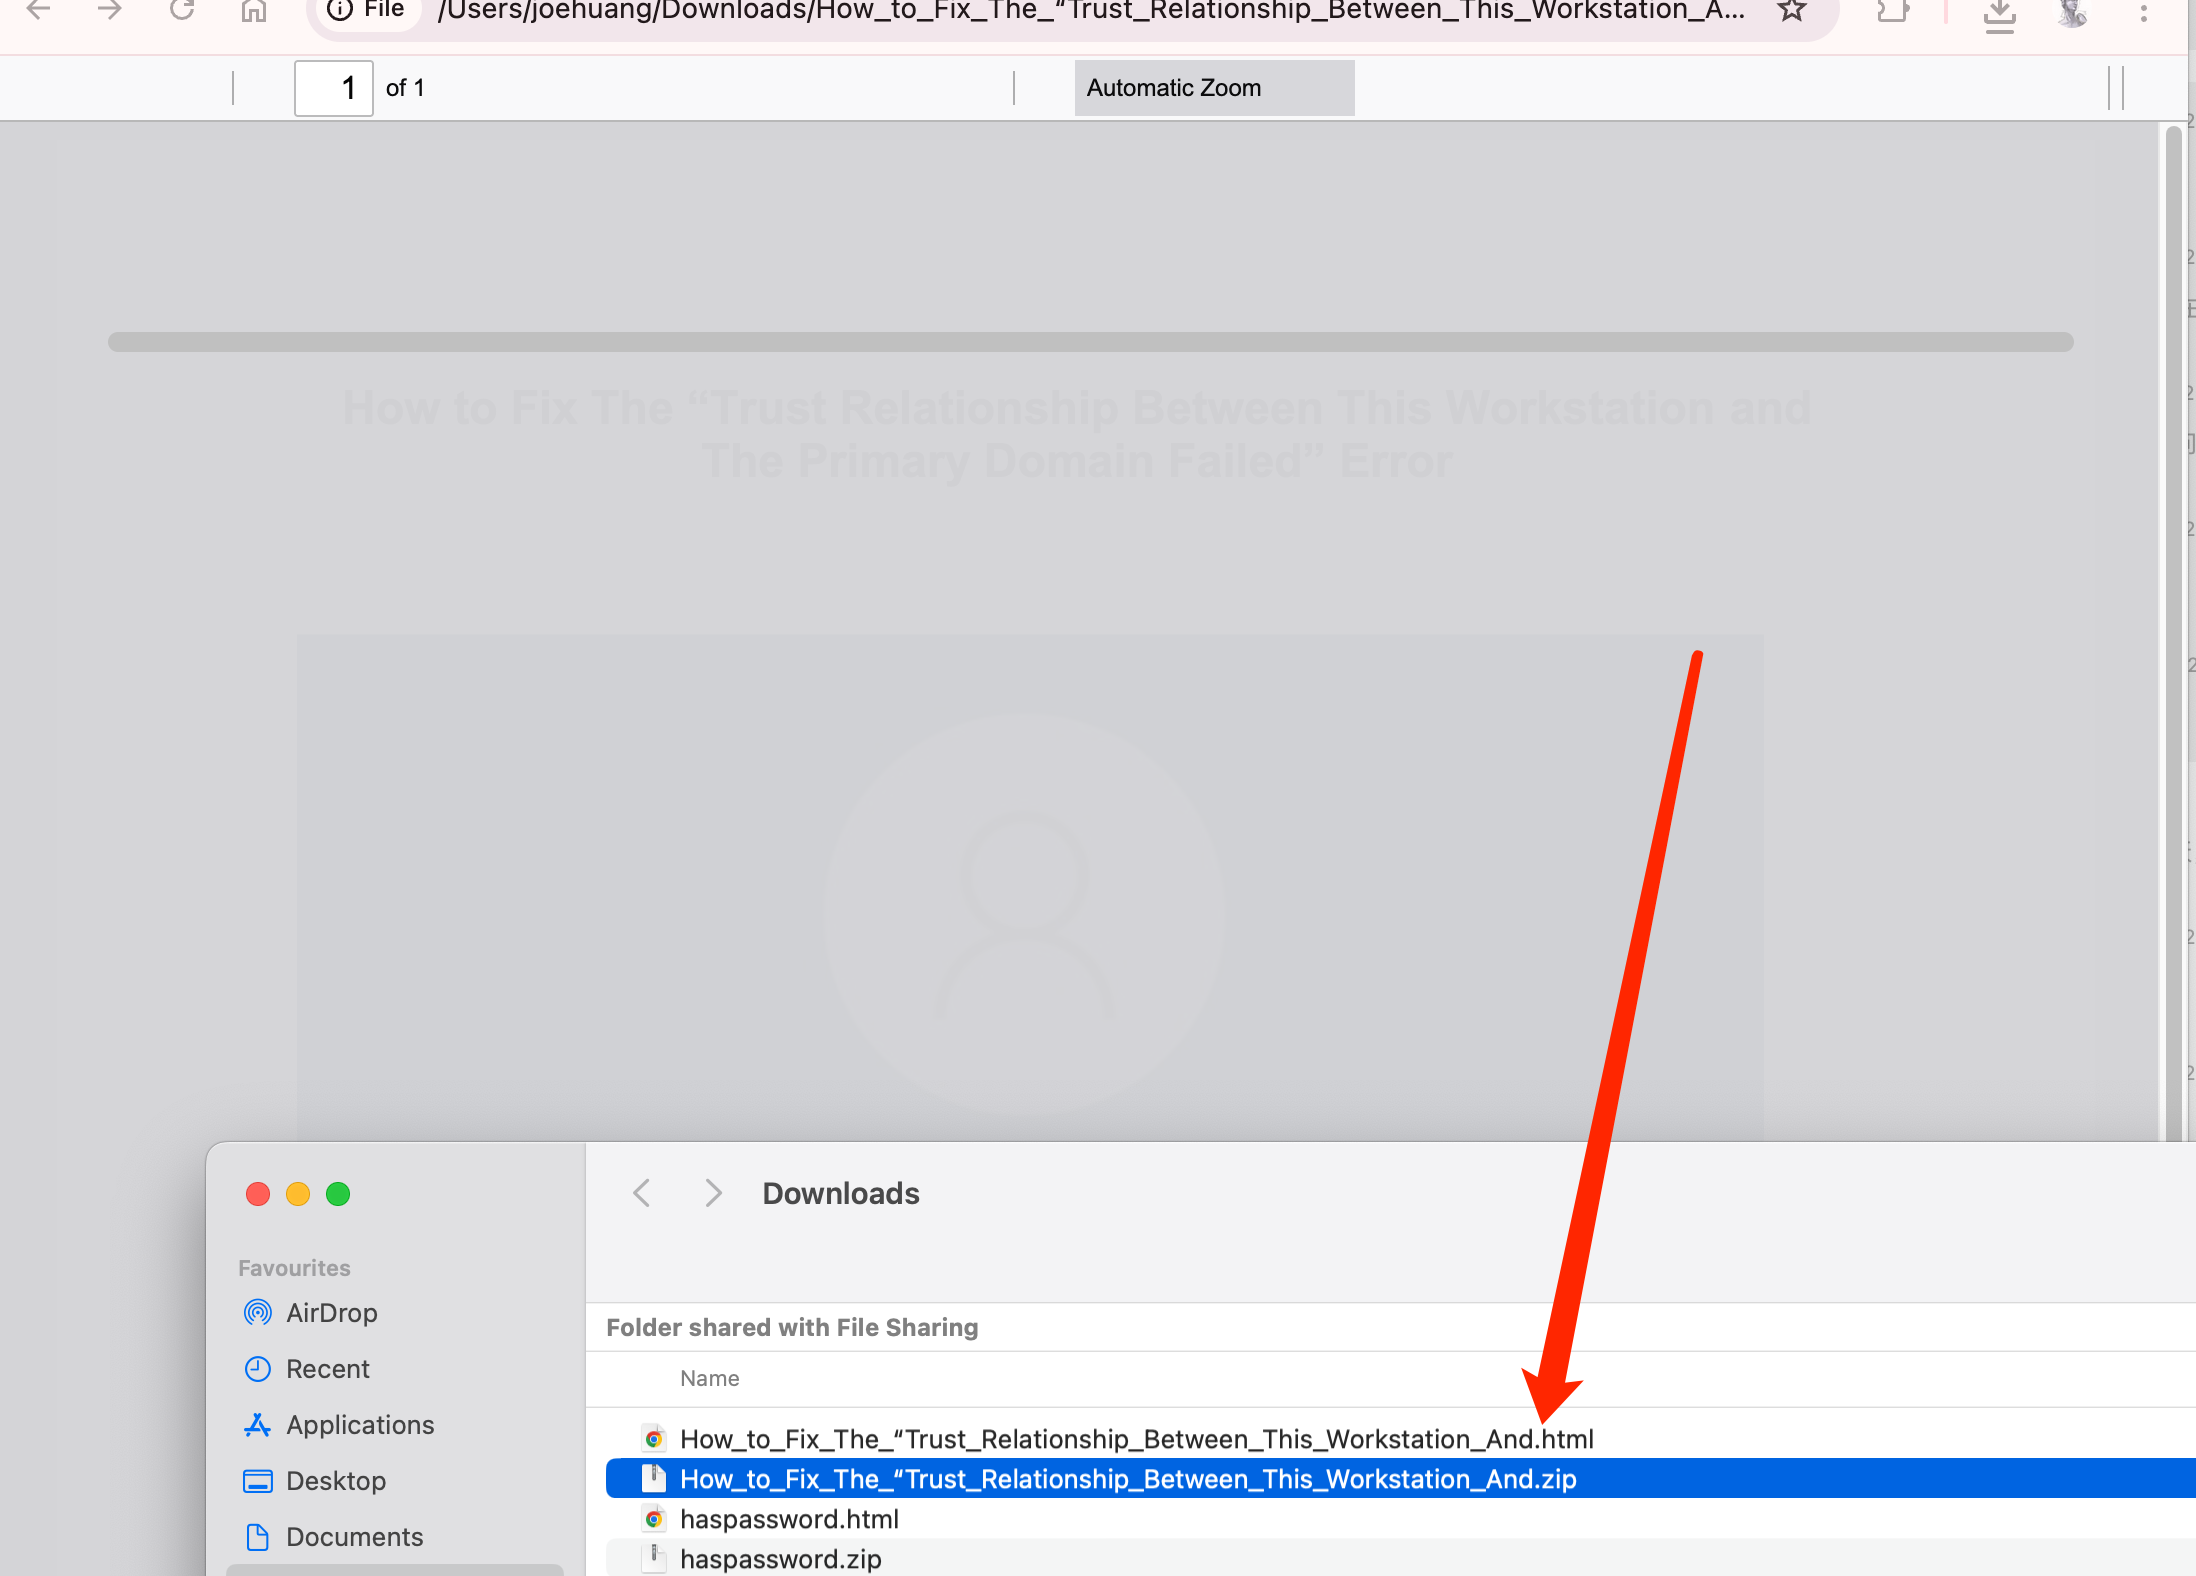 File /Users/joehuang/Downloads/How_to_Fix_The_“Trust_Relationship_Between_This_Workstation_A...
1 of 1
Automatic Zoom
How to Fix The “Trust Relationship Between This Workstation and
The Primary Domain Failed” Error
Downloads
Favourites
AirDrop
Recent
Applications
Desktop
Documents
Folder shared with File Sharing
Name
How_to_Fix_The_“Trust_Relationship_Between_This_Workstation_And.html
How_to_Fix_The_“Trust_Relationship_Between_This_Workstation_And.zip
haspassword.html
haspassword.zip